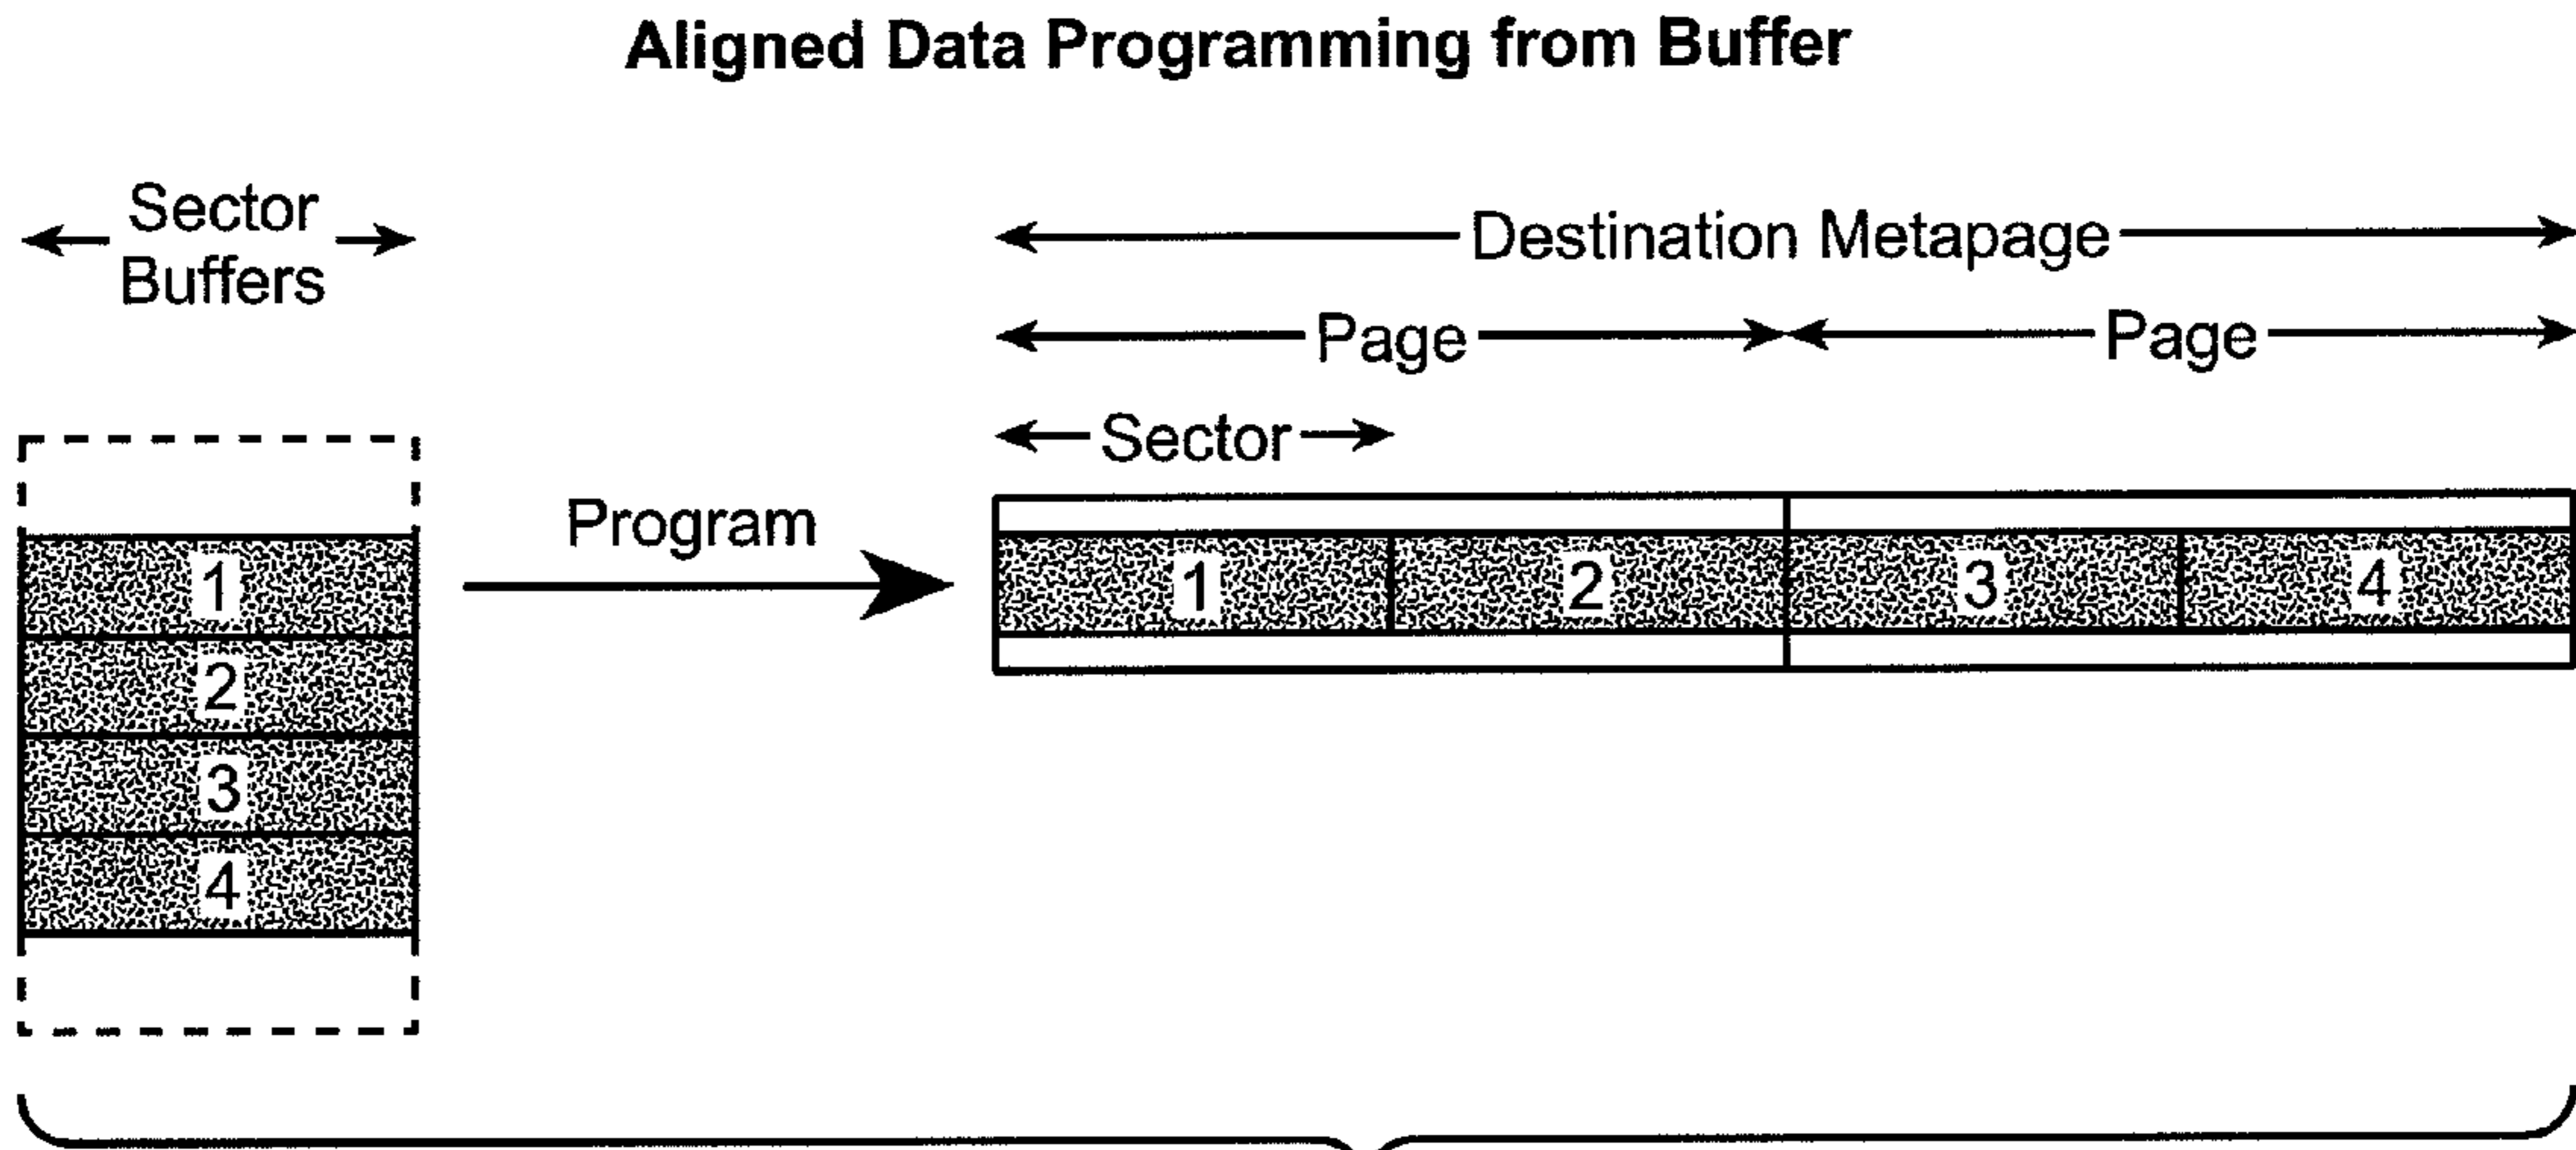 Aligned Data Programming from Buffer
Sector
Buffers
Destination Metapage
Page Page
Sector
Program
1
2
3
4
1 2 3 4